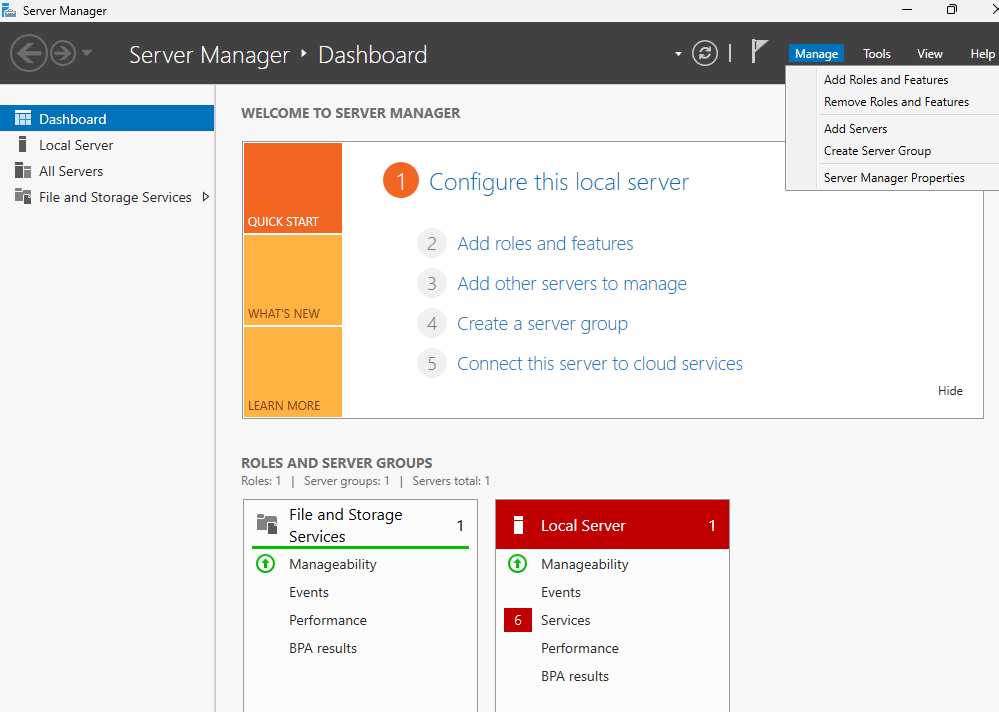 Server Manager
Server Manager ‣ Dashboard
Manage Tools View Help
Add Roles and Features
Remove Roles and Features
Add Servers
Create Server Group
Server Manager Properties
Dashboard
Local Server
All Servers
File and Storage Services
WELCOME TO SERVER MANAGER
QUICK START
WHAT'S NEW
LEARN MORE
1 Configure this local server
2 Add roles and features
3 Add other servers to manage
4 Create a server group
5 Connect this server to cloud services
Hide
ROLES AND SERVER GROUPS
Roles: 1 | Server groups: 1 | Servers total: 1
File and Storage
Services 1
Manageability
Events
Performance
BPA results
Local Server 1
Manageability
Events
6 Services
Performance
BPA results